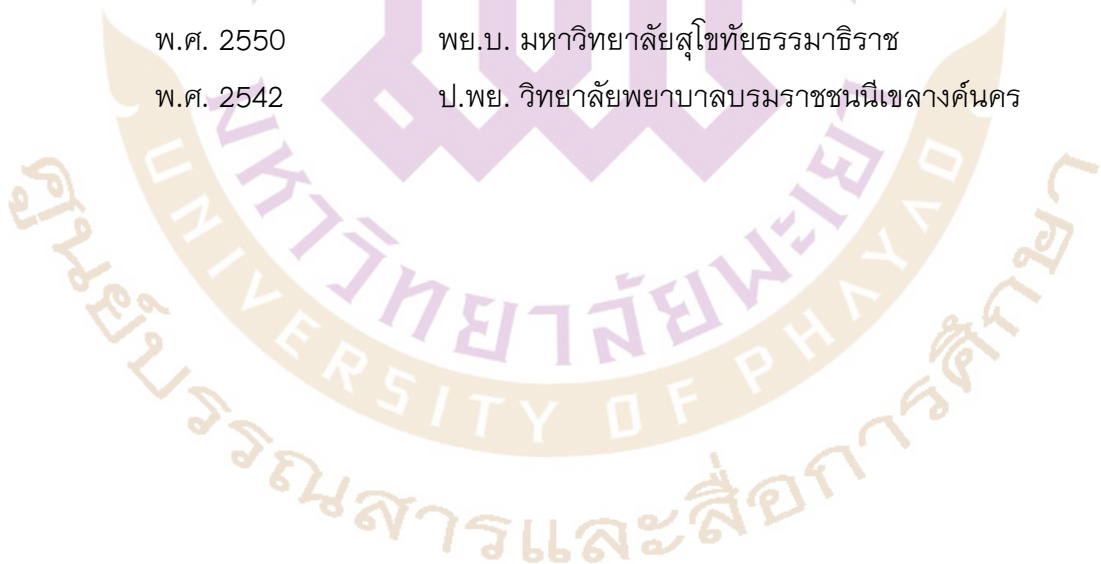 พ.ศ. 2550 พย.บ. มหาวิทยาลัยสุโขทัยธรรมาธิราช
พ.ศ. 2542 ป.พย. วิทยาลัยพยาบาลบรมราชชนนีเขลางค์นคร
มหาวิทยาลัยพะเยา
UNIVERSITY OF PHAYAO
ศูนย์บรรณสารและสื่อการศึกษา